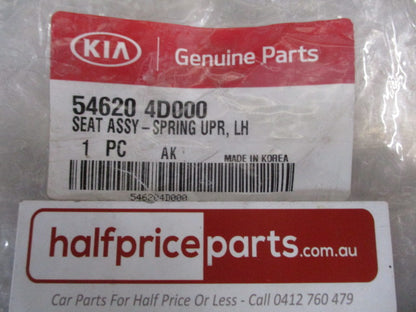 KIA Genuine Parts
54620 4D000
SEAT ASSY-SPRING UPR, LH
1 PC AK MADE IN KOREA
546204D000
halfpriceparts.com.au
Car Parts For Half Price Or Less - Call 0412 760 479